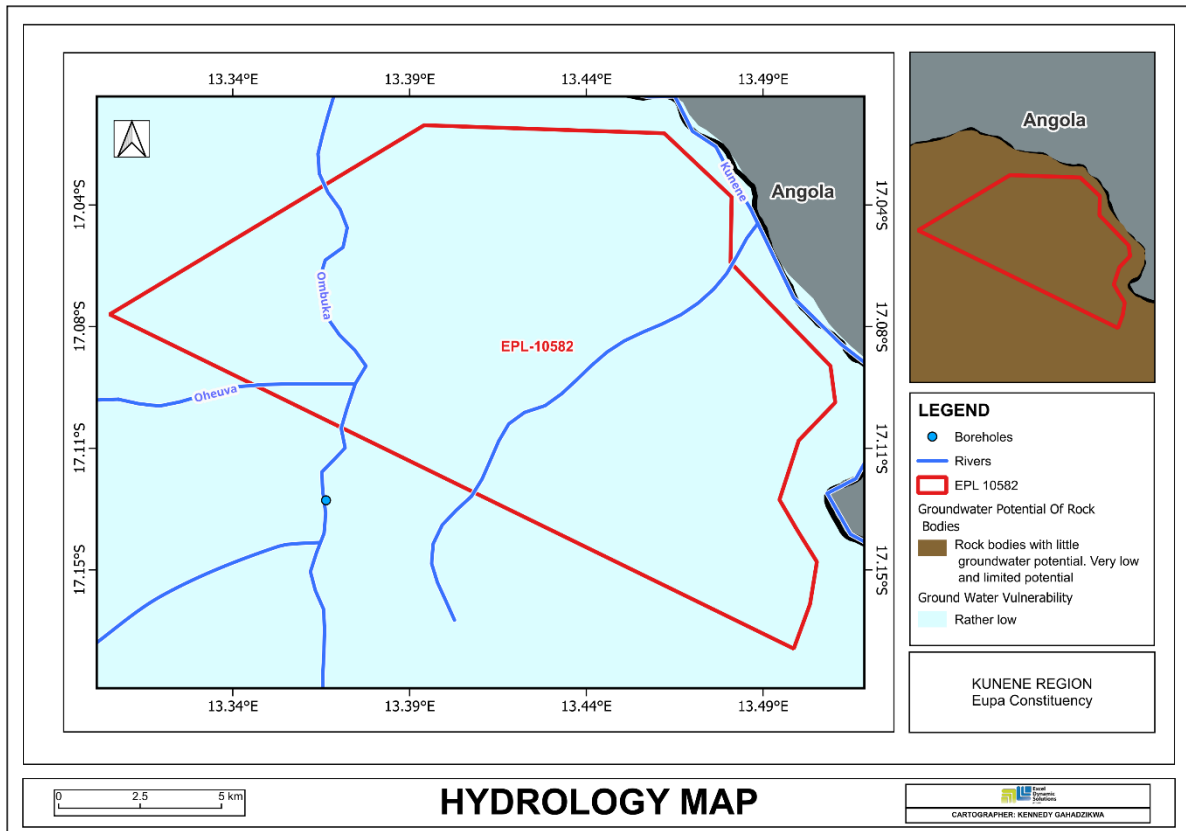 13.34°E
13.39°E
13.44°E
13.49°E
17.04°S
17.04°S
Kunene
Angola
Ombuka
17.08°S
17.08°S
EPL-10582
Oheuva
17.11°S
17.11°S
17.15°S
17.15°S
13.34°E
13.39°E
13.44°E
13.49°E
Angola
LEGEND
Boreholes
Rivers
EPL 10582
Groundwater Potential Of Rock
Bodies
Rock bodies with little
groundwater potential. Very low
and limited potential
Ground Water Vulnerability
Rather low
KUNENE REGION
Eupa Constituency
0
2.5
5 km
HYDROLOGY MAP
Excel
Dynamic
Solutions
CARTOGRAPHER: KENNEDY GAHADZIKWA